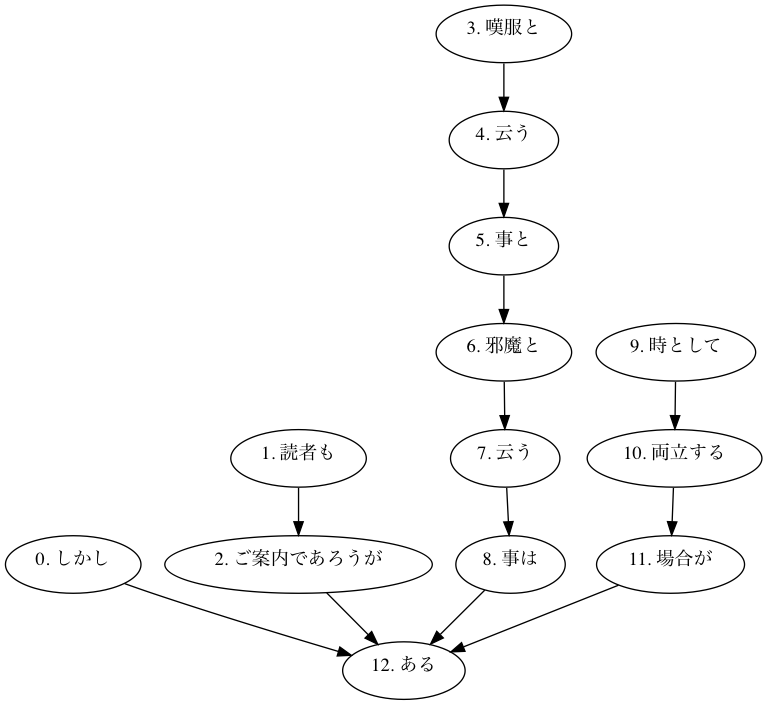 3. 嘆服と
4. 云う
5. 事と
6. 邪魔と
9. 時として
1. 読者も
7. 云う
10. 両立する
0. しかし
2. ご案内であろうが
8. 事は
11. 場合が
12. ある